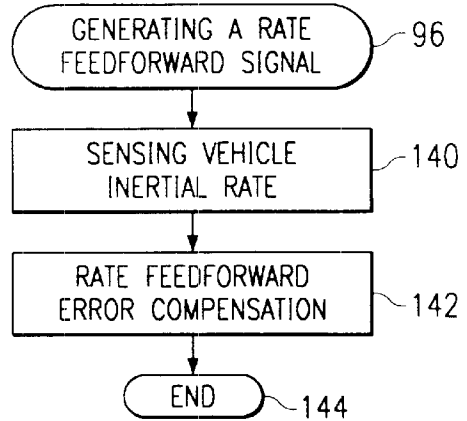 GENERATING A RATE
FEEDFORWARD SIGNAL
96
SENSING VEHICLE
INERTIAL RATE
140
RATE FEEDFORWARD
ERROR COMPENSATION
142
END
144